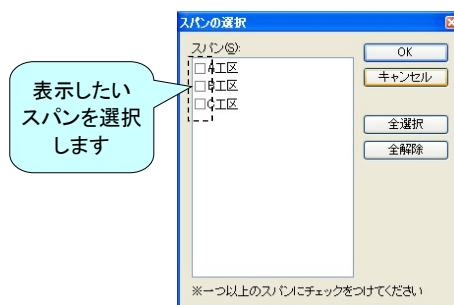 スパンの選択
スパン(S):
A工区
B工区
C工区
OK
キャンセル
全選択
全解除
※一つ以上のスパンにチェックをつけてください
表示したい
スパンを選択
します